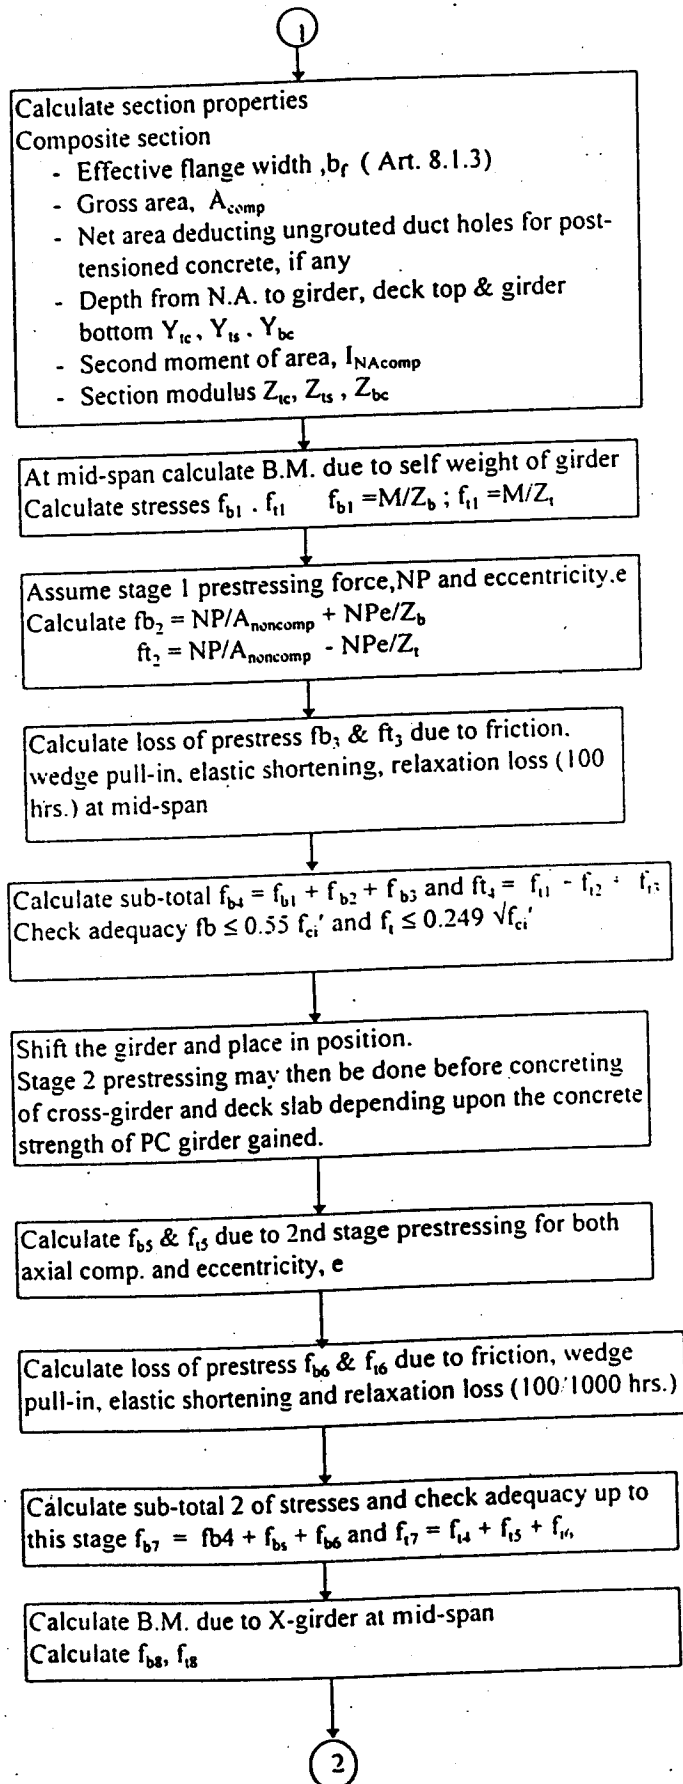 1
Calculate section properties
Composite section
- Effective flange width ,b_f ( Art. 8.1.3)
- Gross area, A_comp
- Net area deducting ungrouted duct holes for post-
tensioned concrete, if any
- Depth from N.A. to girder, deck top & girder
bottom Y_tc, Y_ts . Y_bc
- Second moment of area, I_NAcomp
- Section modulus Z_tc, Z_ts , Z_bc
At mid-span calculate B.M. due to self weight of girder
Calculate stresses f_b1 . f_t1 f_b1 =M/Z_b ; f_t1 =M/Z_t
Assume stage 1 prestressing force,NP and eccentricity.e
Calculate fb_2 = NP/A_noncomp + NPe/Z_b
ft_2 = NP/A_noncomp - NPe/Z_t
Calculate loss of prestress fb_3 & ft_3 due to friction.
wedge pull-in. elastic shortening, relaxation loss (100
hrs.) at mid-span
Calculate sub-total f_b4 = f_b1 + f_b2 + f_b3 and ft_4 = f_t1 - f_t2 + f_t3
Check adequacy fb ≤ 0.55 f_ci′ and f_t ≤ 0.249 √f_ci′
Shift the girder and place in position.
Stage 2 prestressing may then be done before concreting
of cross-girder and deck slab depending upon the concrete
strength of PC girder gained.
Calculate f_b5 & f_t5 due to 2nd stage prestressing for both
axial comp. and eccentricity, e
Calculate loss of prestress f_b6 & f_t6 due to friction, wedge
pull-in, elastic shortening and relaxation loss (100/1000 hrs.)
Calculate sub-total 2 of stresses and check adequacy up to
this stage f_b7 = fb4 + f_b5 + f_b6 and f_t7 = f_t4 + f_t5 + f_t6,
Calculate B.M. due to X-girder at mid-span
Calculate f_b8, f_t8
2